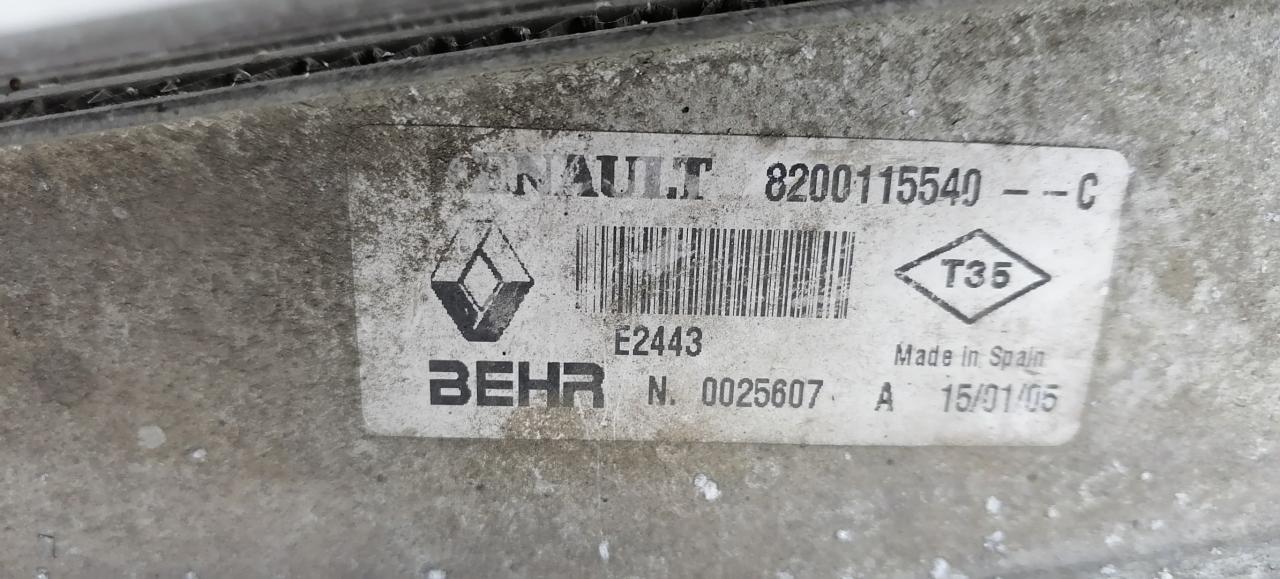 RENAULT 8200115540 -- C
T35
E2443
Made in Spain
BEHR N. 0025607 A 15/01/05